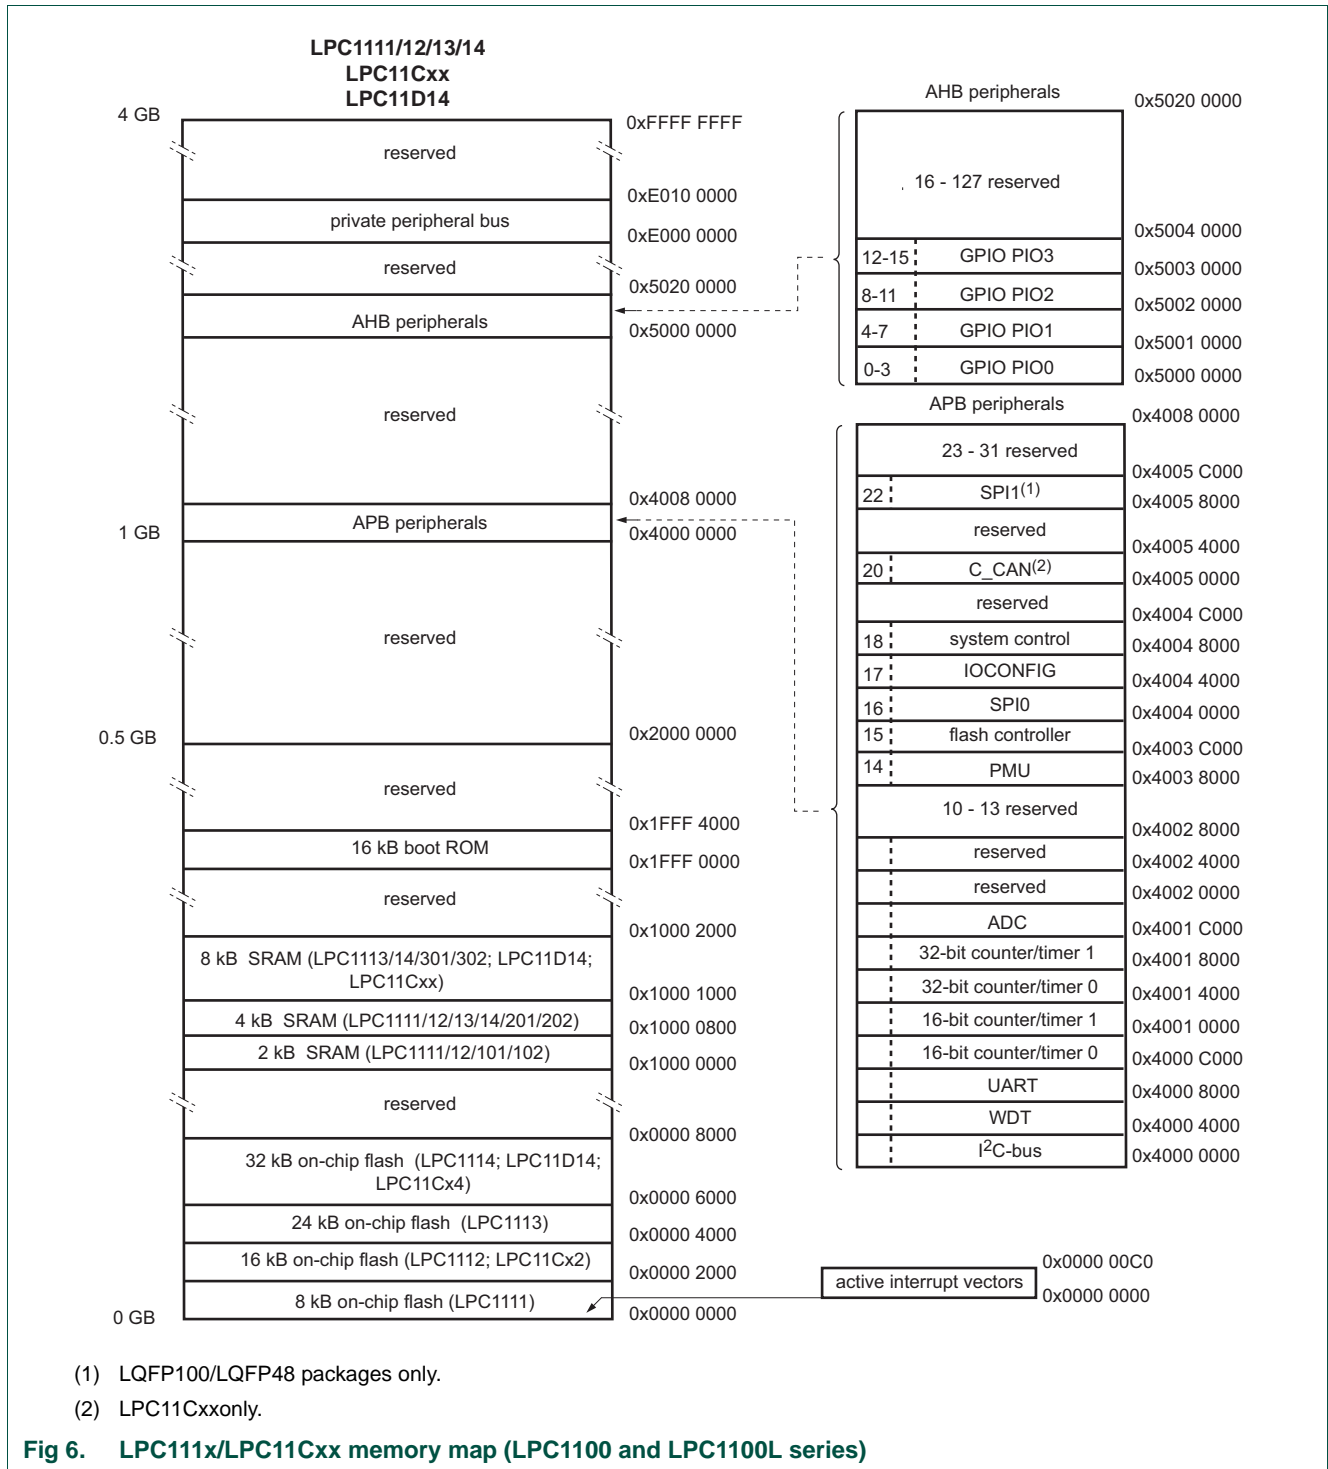 LPC1111/12/13/14
LPC11Cxx
LPC11D14
4 GB
0xFFFF FFFF
reserved
0xE010 0000
private peripheral bus
0xE000 0000
reserved
0x5020 0000
AHB peripherals
0x5000 0000
reserved
0x4008 0000
APB peripherals
1 GB
0x4000 0000
reserved
0.5 GB
0x2000 0000
reserved
0x1FFF 4000
16 kB boot ROM
0x1FFF 0000
reserved
0x1000 2000
8 kB SRAM (LPC1113/14/301/302; LPC11D14;
LPC11Cxx)
0x1000 1000
4 kB SRAM (LPC1111/12/13/14/201/202)
0x1000 0800
2 kB SRAM (LPC1111/12/101/102)
0x1000 0000
reserved
0x0000 8000
32 kB on-chip flash (LPC1114; LPC11D14;
LPC11Cx4)
0x0000 6000
24 kB on-chip flash (LPC1113)
0x0000 4000
16 kB on-chip flash (LPC1112; LPC11Cx2)
0x0000 2000
8 kB on-chip flash (LPC1111)
0 GB
0x0000 0000
AHB peripherals
0x5020 0000
16 - 127 reserved
0x5004 0000
12-15 GPIO PIO3
0x5003 0000
8-11 GPIO PIO2
0x5002 0000
4-7 GPIO PIO1
0x5001 0000
0-3 GPIO PIO0
0x5000 0000
APB peripherals
0x4008 0000
23 - 31 reserved
0x4005 C000
22 SPI1(1)
0x4005 8000
reserved
0x4005 4000
20 C_CAN(2)
0x4005 0000
reserved
0x4004 C000
18 system control
0x4004 8000
17 IOCONFIG
0x4004 4000
16 SPI0
0x4004 0000
15 flash controller
0x4003 C000
14 PMU
0x4003 8000
10 - 13 reserved
0x4002 8000
reserved
0x4002 4000
reserved
0x4002 0000
ADC
0x4001 C000
32-bit counter/timer 1
0x4001 8000
32-bit counter/timer 0
0x4001 4000
16-bit counter/timer 1
0x4001 0000
16-bit counter/timer 0
0x4000 C000
UART
0x4000 8000
WDT
0x4000 4000
I2C-bus
0x4000 0000
0x0000 00C0
active interrupt vectors
0x0000 0000
(1) LQFP100/LQFP48 packages only.
(2) LPC11Cxxonly.
Fig 6. LPC111x/LPC11Cxx memory map (LPC1100 and LPC1100L series)